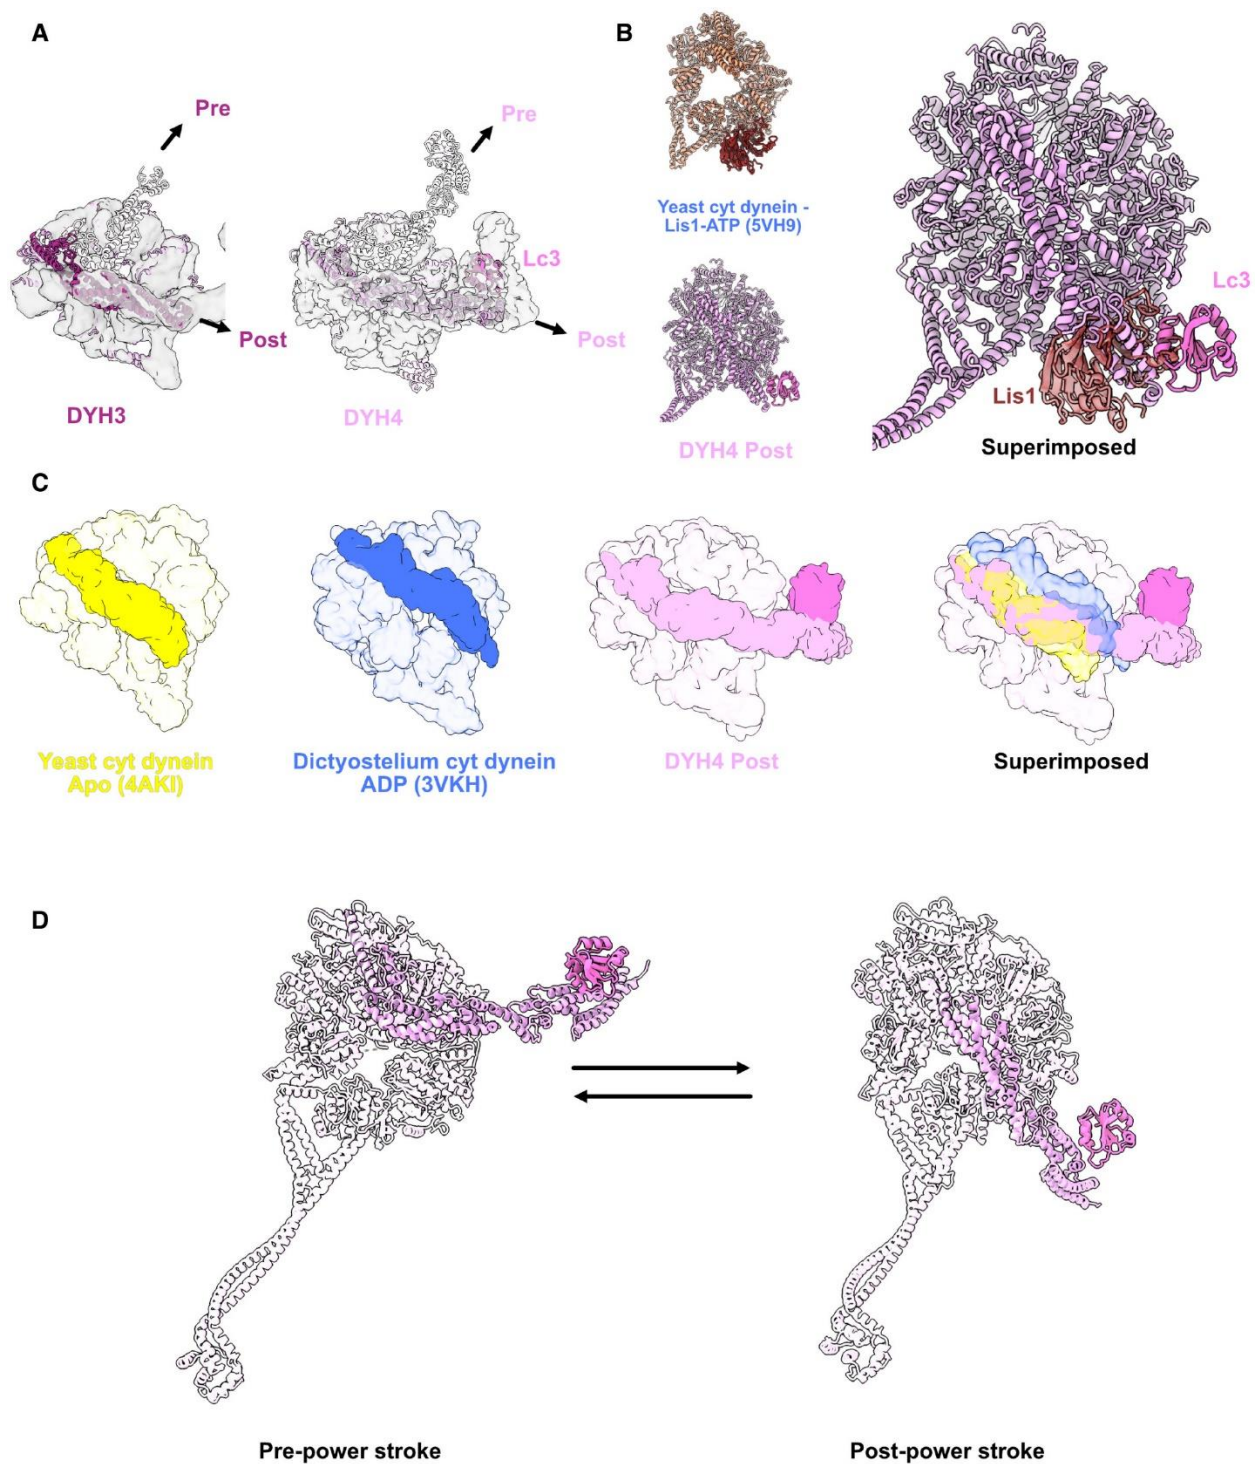 A
Pre
Post
DYH3
Pre
Lc3
Post
DYH4
B
Yeast cyt dynein -
Lis1-ATP (5VH9)
DYH4 Post
Lc3
Lis1
Superimposed
C
Yeast cyt dynein
Apo (4AKI)
Dictyostelium cyt dynein
ADP (3VKH)
DYH4 Post
Superimposed
D
Pre-power stroke
Post-power stroke